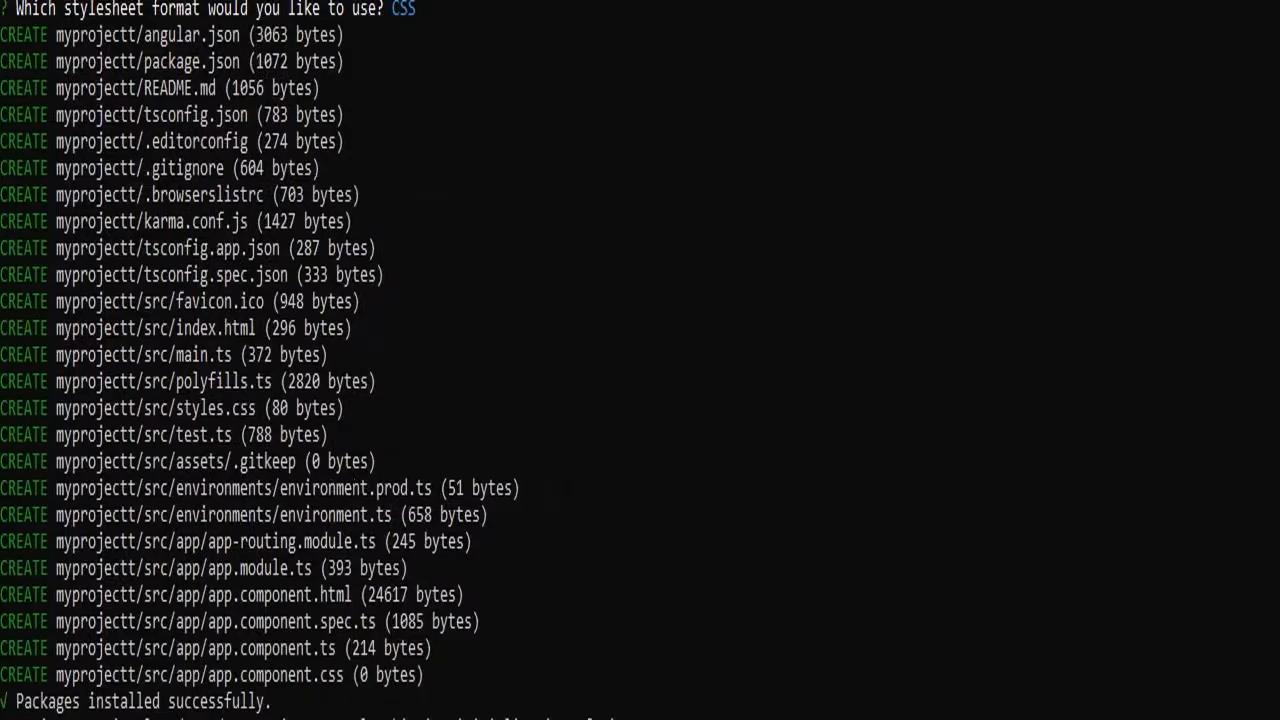 ? Which stylesheet format would you like to use? CSS
CREATE myprojectt/angular.json (3063 bytes)
CREATE myprojectt/package.json (1072 bytes)
CREATE myprojectt/README.md (1056 bytes)
CREATE myprojectt/tsconfig.json (783 bytes)
CREATE myprojectt/.editorconfig (274 bytes)
CREATE myprojectt/.gitignore (604 bytes)
CREATE myprojectt/.browserslistrc (703 bytes)
CREATE myprojectt/karma.conf.js (1427 bytes)
CREATE myprojectt/tsconfig.app.json (287 bytes)
CREATE myprojectt/tsconfig.spec.json (333 bytes)
CREATE myprojectt/src/favicon.ico (948 bytes)
CREATE myprojectt/src/index.html (296 bytes)
CREATE myprojectt/src/main.ts (372 bytes)
CREATE myprojectt/src/polyfills.ts (2820 bytes)
CREATE myprojectt/src/styles.css (80 bytes)
CREATE myprojectt/src/test.ts (788 bytes)
CREATE myprojectt/src/assets/.gitkeep (0 bytes)
CREATE myprojectt/src/environments/environment.prod.ts (51 bytes)
CREATE myprojectt/src/environments/environment.ts (658 bytes)
CREATE myprojectt/src/app/app-routing.module.ts (245 bytes)
CREATE myprojectt/src/app/app.module.ts (393 bytes)
CREATE myprojectt/src/app/app.component.html (24617 bytes)
CREATE myprojectt/src/app/app.component.spec.ts (1085 bytes)
CREATE myprojectt/src/app/app.component.ts (214 bytes)
CREATE myprojectt/src/app/app.component.css (0 bytes)
√ Packages installed successfully.